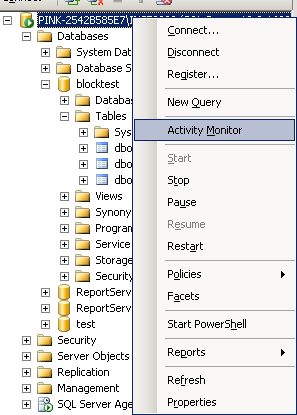 PINK-2542B585E7\
Databases
System Dat
Database S
blocktest
Databa
Tables
Sys
dbo
dbo
dbo
Views
Synony
Program
Service
Storage
Security
ReportServ
ReportServ
test
Security
Server Objects
Replication
Management
SQL Server Age
Connect...
Disconnect
Register...
New Query
Activity Monitor
Start
Stop
Pause
Resume
Restart
Policies
Facets
Start PowerShell
Reports
Refresh
Properties